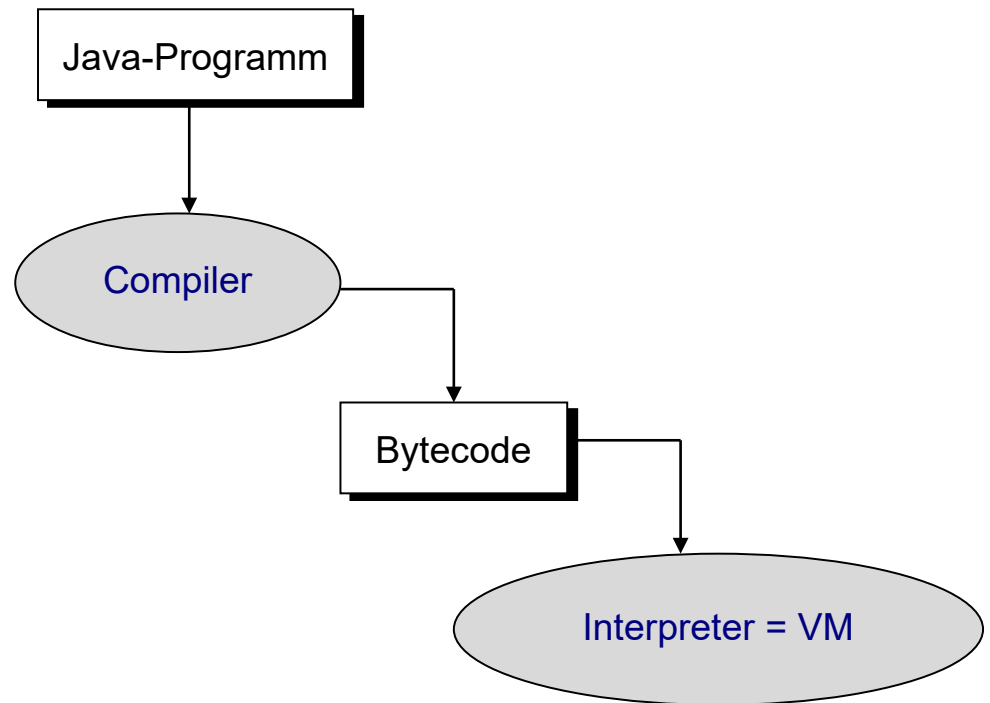 Java-Programm
Compiler
Bytecode
Interpreter = VM